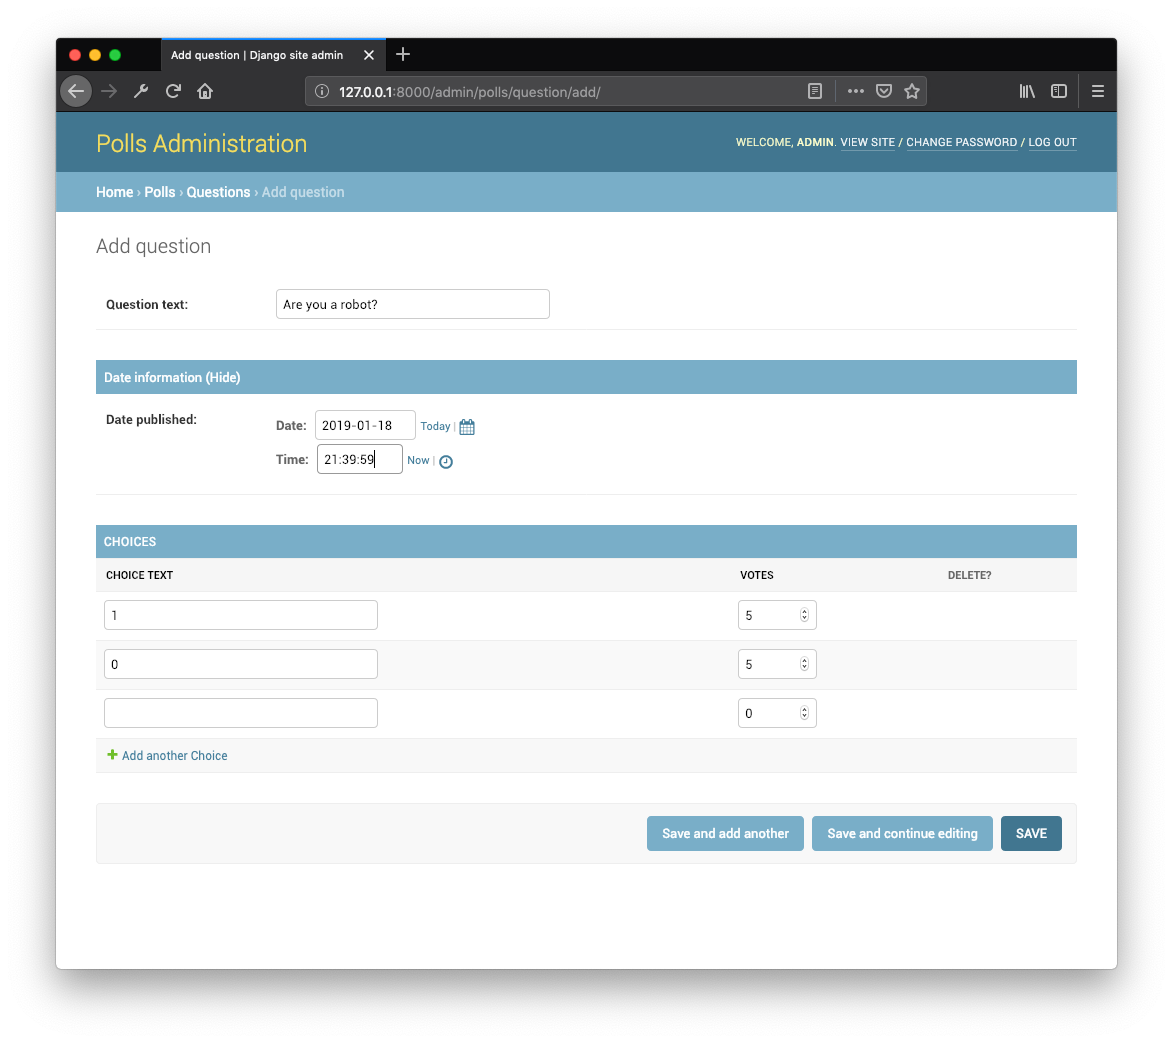 Add question | Django site admin
127.0.0.1:8000/admin/polls/question/add/
Polls Administration
WELCOME, ADMIN. VIEW SITE / CHANGE PASSWORD / LOG OUT
Home › Polls › Questions › Add question
Add question
Question text: Are you a robot?
Date information (Hide)
Date published:
Date: 2019-01-18 Today |
Time: 21:39:59 Now |
CHOICES
CHOICE TEXT VOTES DELETE?
1 5
0 5
0
Add another Choice
Save and add another Save and continue editing SAVE